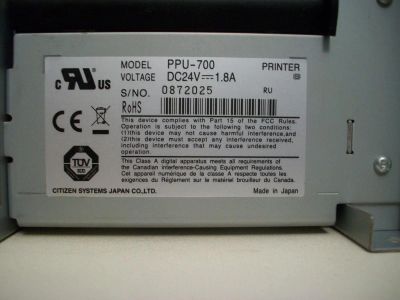 MODEL PPU-700 PRINTER
VOLTAGE DC24V⎓1.8A
S/NO. 0872025 RU
C US
RoHS
This device complies with Part 15 of the FCC Rules.
Operation is subject to the following two conditions:
(1)this device may not cause harmful interference,and
(2)this device must accept any interference received,
including interference that may cause undesired
operation.
This Class A digital apparatus meets all requirements of
the Canadian interference-Causing Equipment Regulations.
Cet appareil numérique de la classe A respecte toutes les
exigences du Règlement sur le matériel brouilleur du Canada.
CE
TÜV
CITIZEN SYSTEMS JAPAN CO.,LTD. Made in Japan